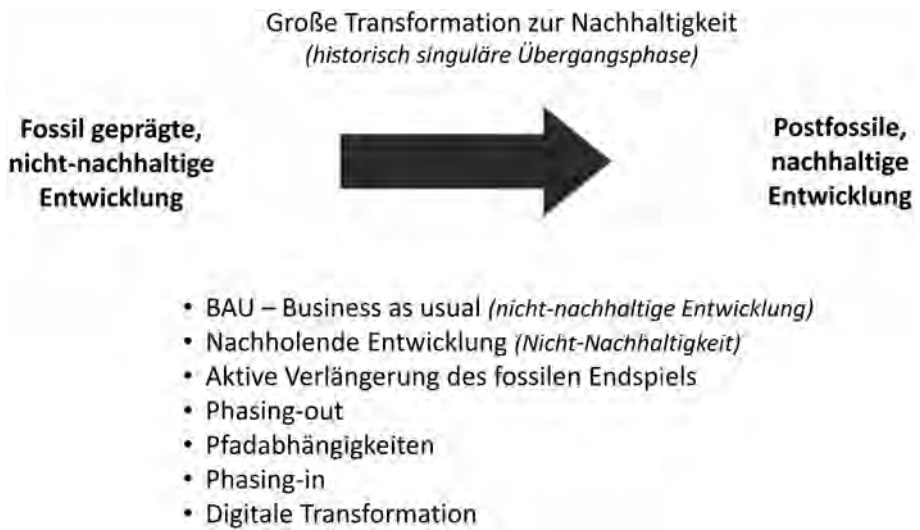 Große Transformation zur Nachhaltigkeit
(historisch singuläre Übergangsphase)
Fossil geprägte,
nicht-nachhaltige
Entwicklung
Postfossile,
nachhaltige
Entwicklung
• BAU – Business as usual (nicht-nachhaltige Entwicklung)
• Nachholende Entwicklung (Nicht-Nachhaltigkeit)
• Aktive Verlängerung des fossilen Endspiels
• Phasing-out
• Pfadabhängigkeiten
• Phasing-in
• Digitale Transformation